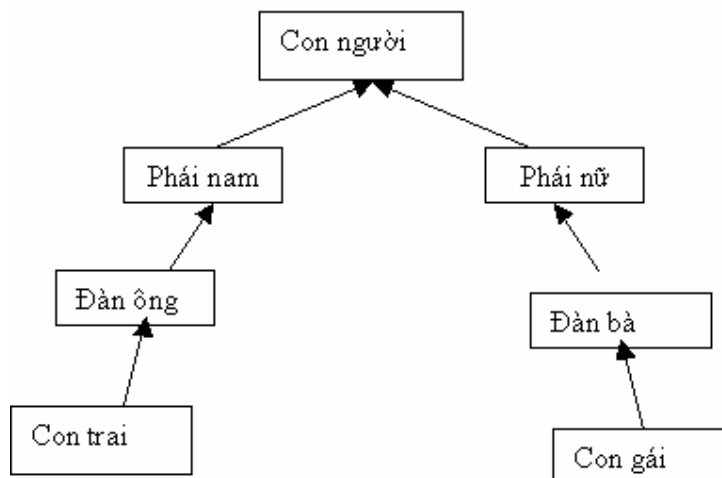 Con người
Phái nam
Phái nữ
Đàn ông
Đàn bà
Con trai
Con gái